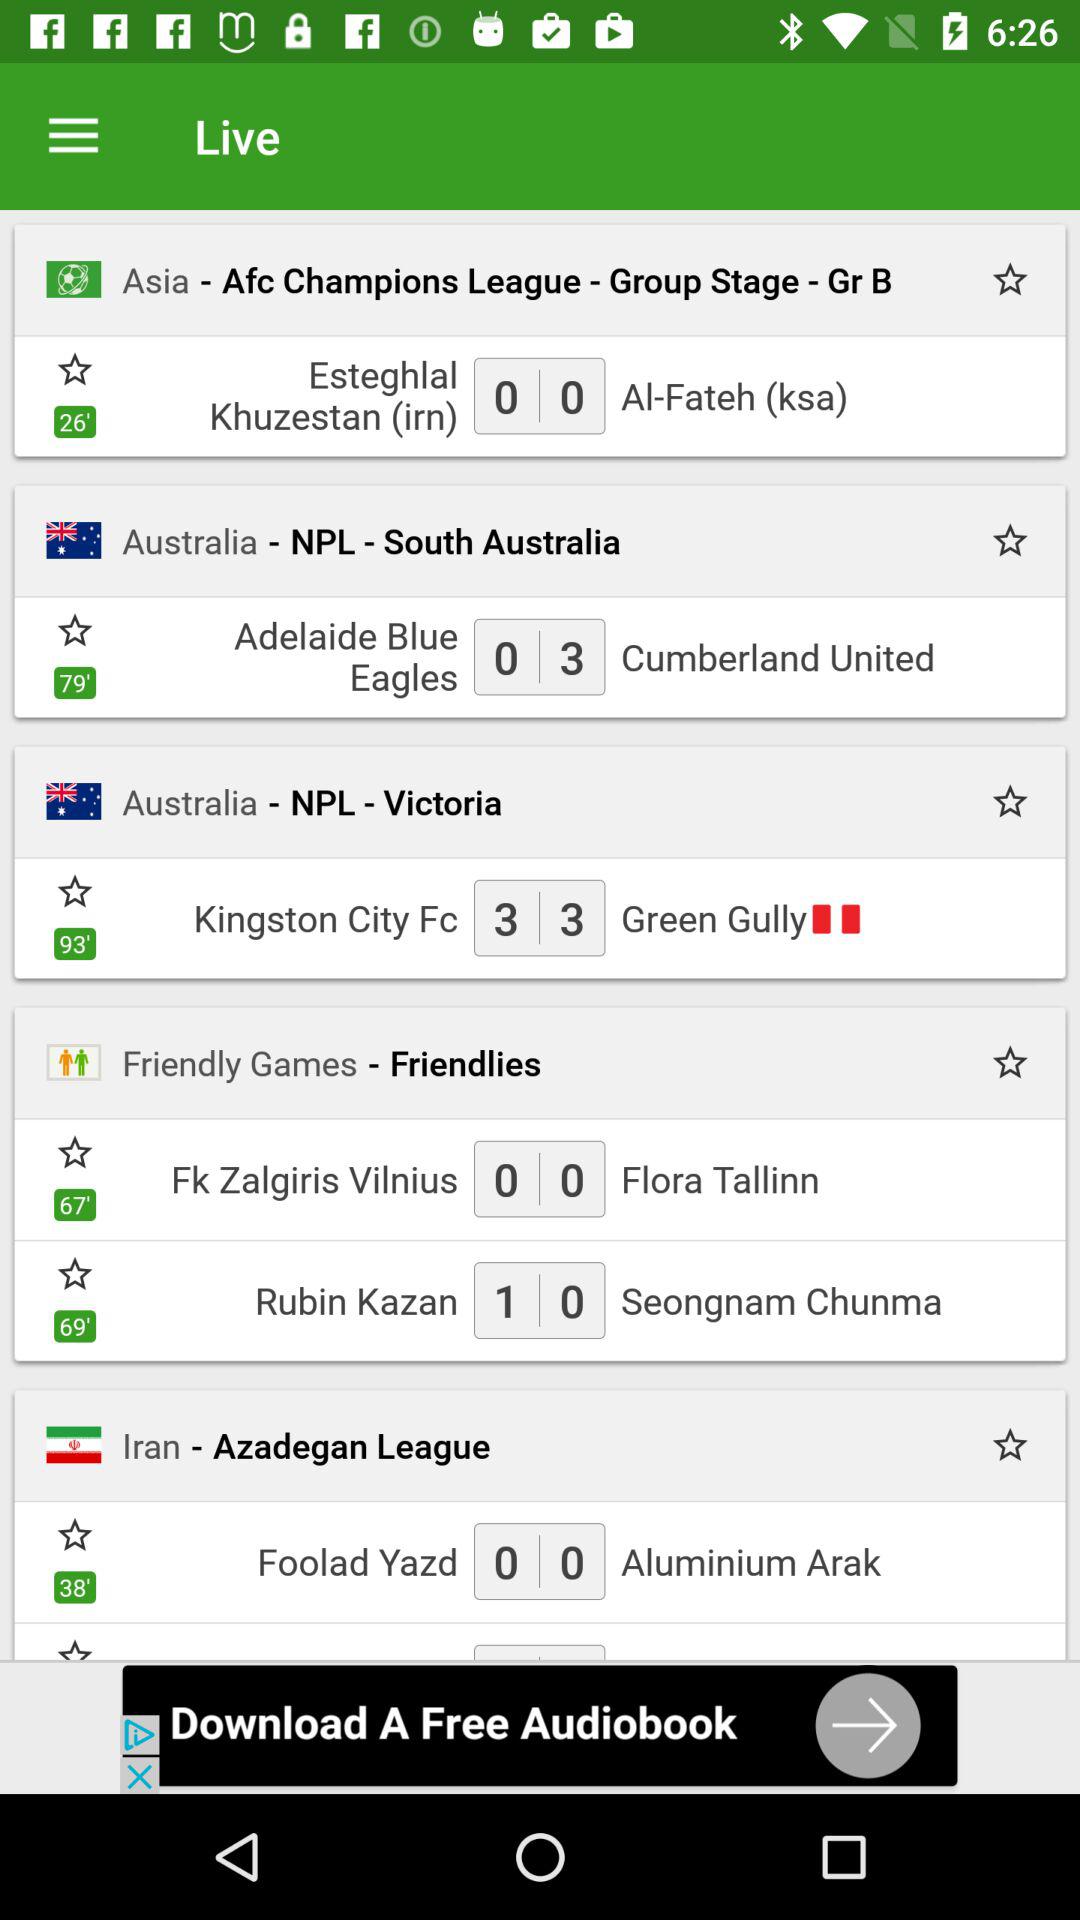 6:26
Live
Asia - Afc Champions League - Group Stage - Gr B
26'
Esteghlal
Khuzestan (irn)
0 0
Al-Fateh (ksa)
Australia - NPL - South Australia
79'
Adelaide Blue
Eagles
0 3
Cumberland United
Australia - NPL - Victoria
93'
Kingston City Fc
3 3
Green Gully
Friendly Games - Friendlies
67'
Fk Zalgiris Vilnius
0 0
Flora Tallinn
69'
Rubin Kazan
1 0
Seongnam Chunma
Iran - Azadegan League
38'
Foolad Yazd
0 0
Aluminium Arak
Download A Free Audiobook